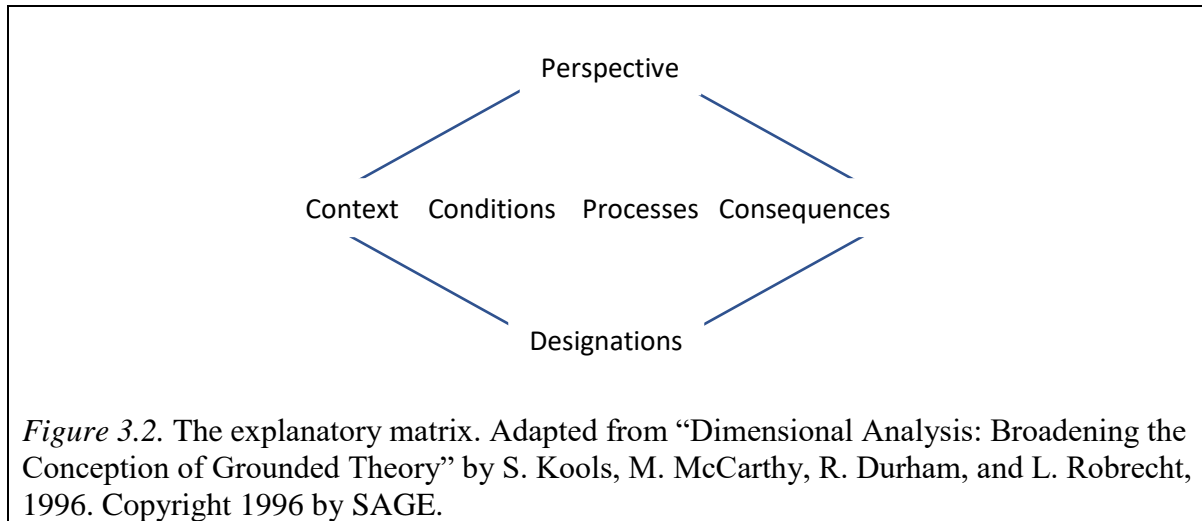 Perspective
Context Conditions Processes Consequences
Designations
Figure 3.2. The explanatory matrix. Adapted from “Dimensional Analysis: Broadening the
Conception of Grounded Theory” by S. Kools, M. McCarthy, R. Durham, and L. Robrecht,
1996. Copyright 1996 by SAGE.